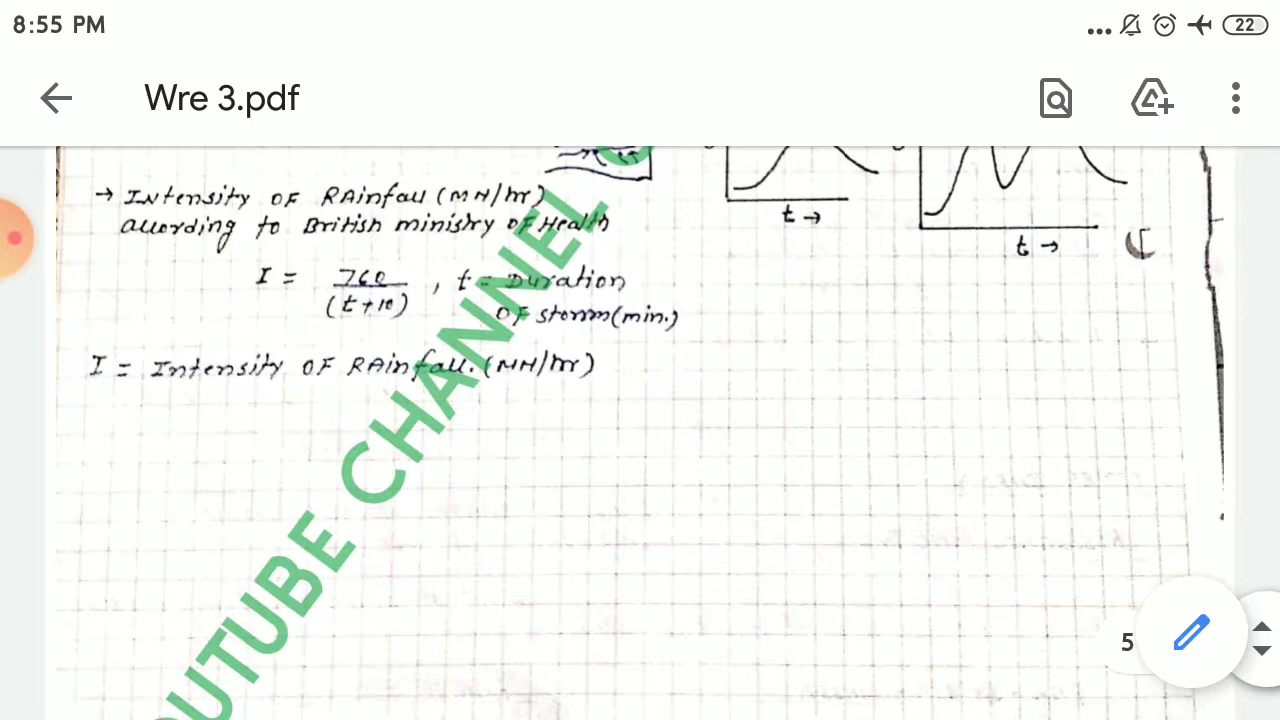 8:55 PM
22
Wre 3.pdf
→ Intensity OF RAinfall (MM/hr)
according to British ministry OF Health
I = 760/(t+10), t = Duration
OF storm (min.)
I = Intensity OF RAinfall. (MM/hr)
t →
t →
OUTUBE CHANNEL
5